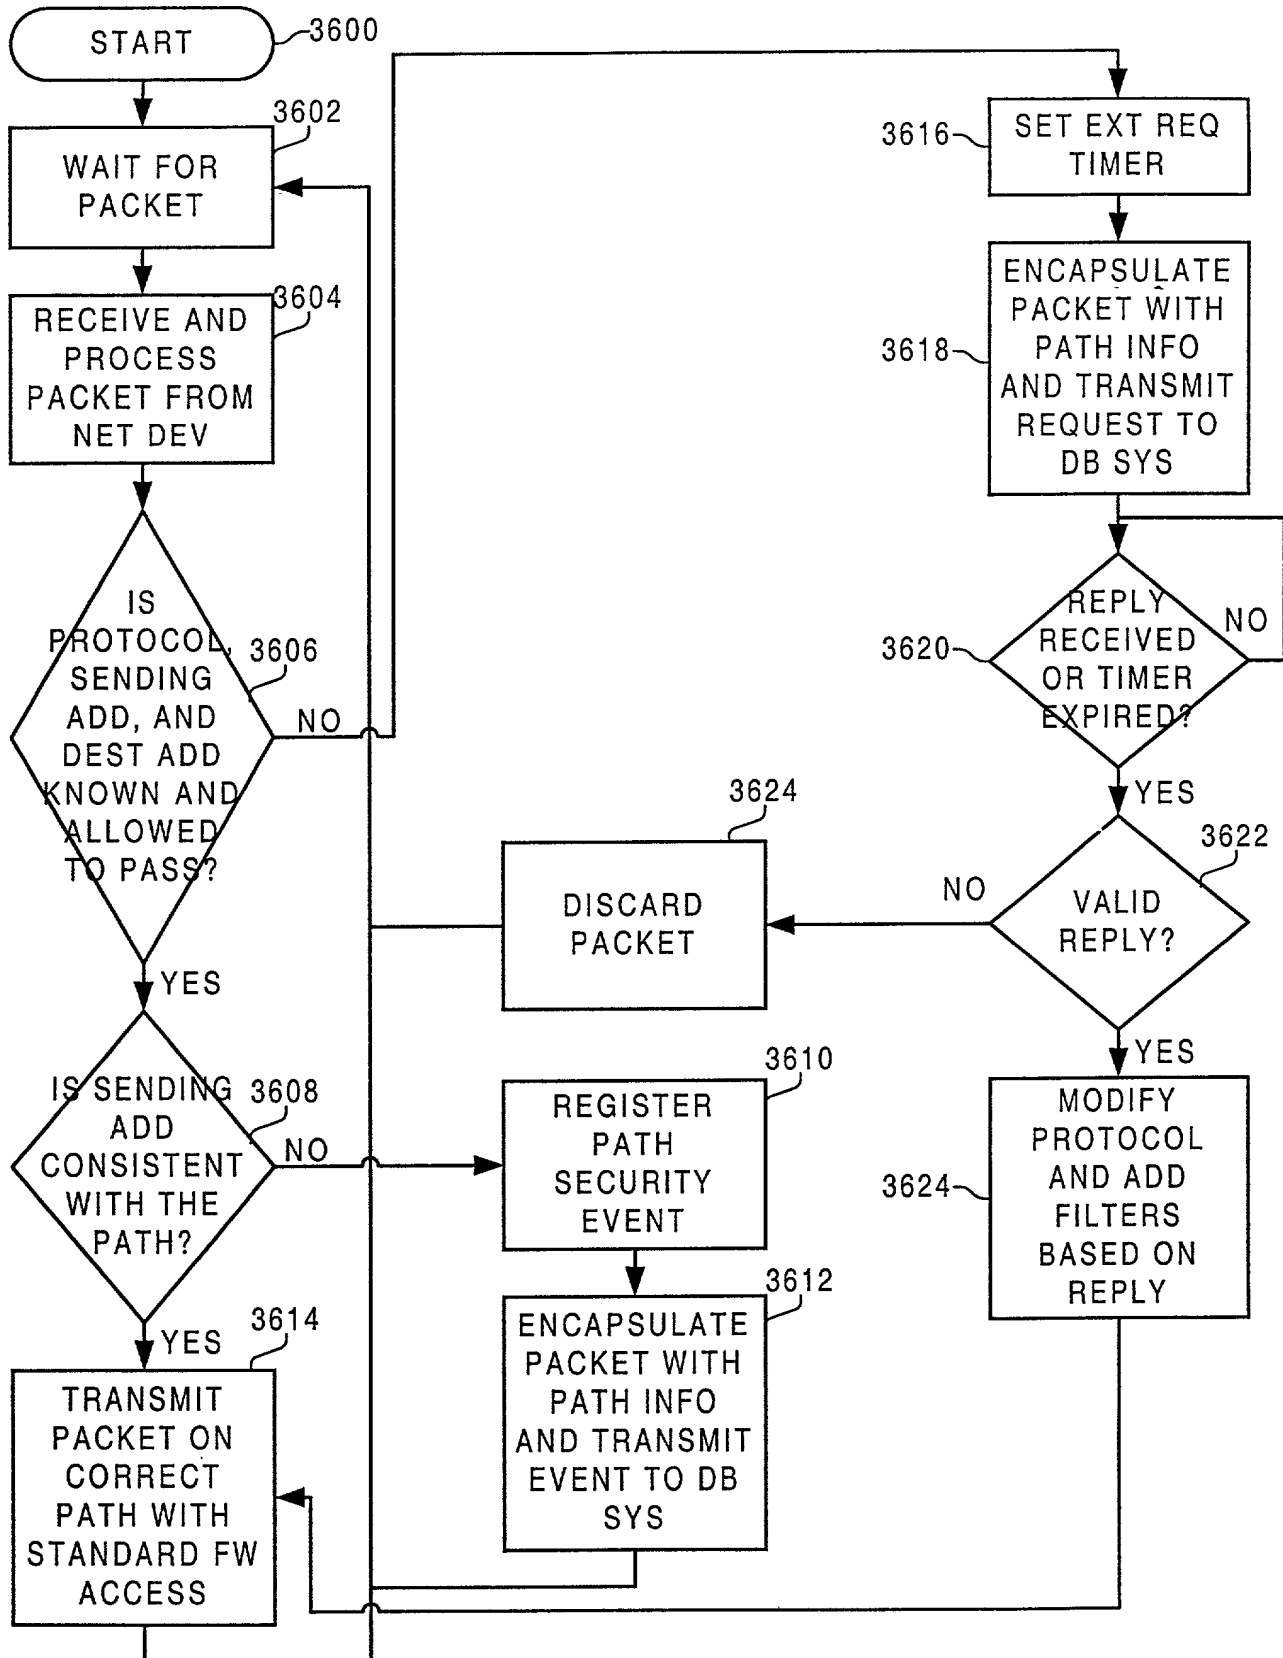 START
3600
3602
WAIT FOR
PACKET
3604
RECEIVE AND
PROCESS
PACKET FROM
NET DEV
IS
PROTOCOL,
SENDING
ADD, AND
DEST ADD
KNOWN AND
ALLOWED
TO PASS?
3606
NO
YES
IS SENDING
ADD
CONSISTENT
WITH THE
PATH?
3608
NO
YES
3614
TRANSMIT
PACKET ON
CORRECT
PATH WITH
STANDARD FW
ACCESS
3610
REGISTER
PATH
SECURITY
EVENT
3612
ENCAPSULATE
PACKET WITH
PATH INFO
AND TRANSMIT
EVENT TO DB
SYS
3616
SET EXT REQ
TIMER
3618
ENCAPSULATE
PACKET WITH
PATH INFO
AND TRANSMIT
REQUEST TO
DB SYS
3620
REPLY
RECEIVED
OR TIMER
EXPIRED?
NO
YES
3622
VALID
REPLY?
NO
3624
DISCARD
PACKET
YES
3624
MODIFY
PROTOCOL
AND ADD
FILTERS
BASED ON
REPLY